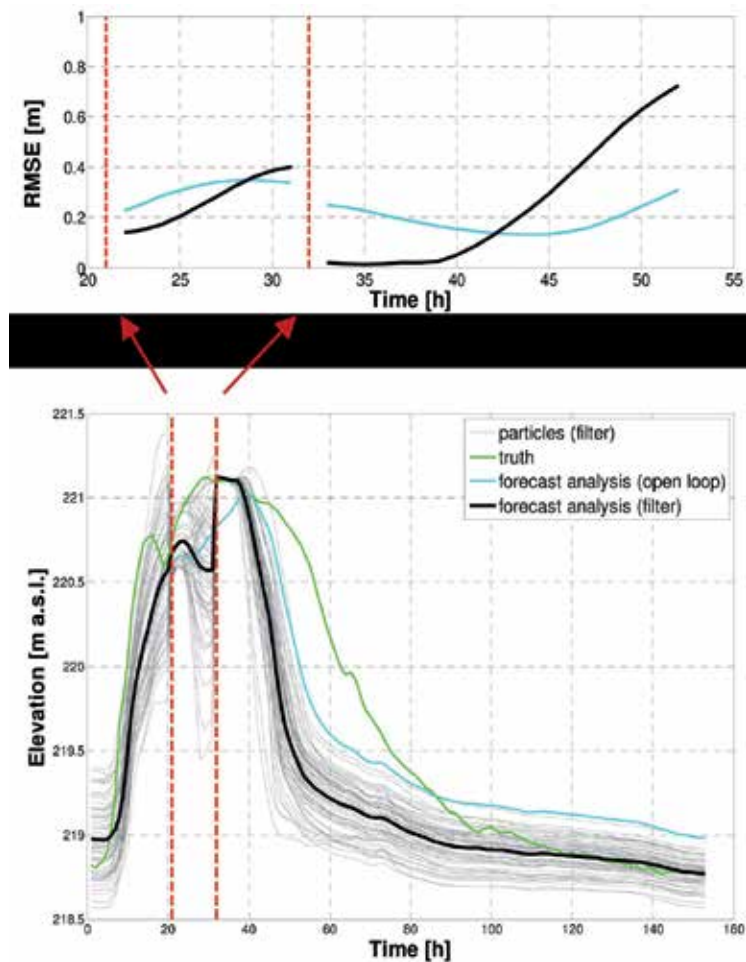 1
0.8
0.6
0.4
0.2
0
RMSE [m]
20 25 30 35 40 45 50 55
Time [h]
221.5
221
220.5
220
219.5
219
218.5
Elevation [m a.s.l.]
particles (filter)
truth
forecast analysis (open loop)
forecast analysis (filter)
0 20 40 60 80 100 120 140 160
Time [h]